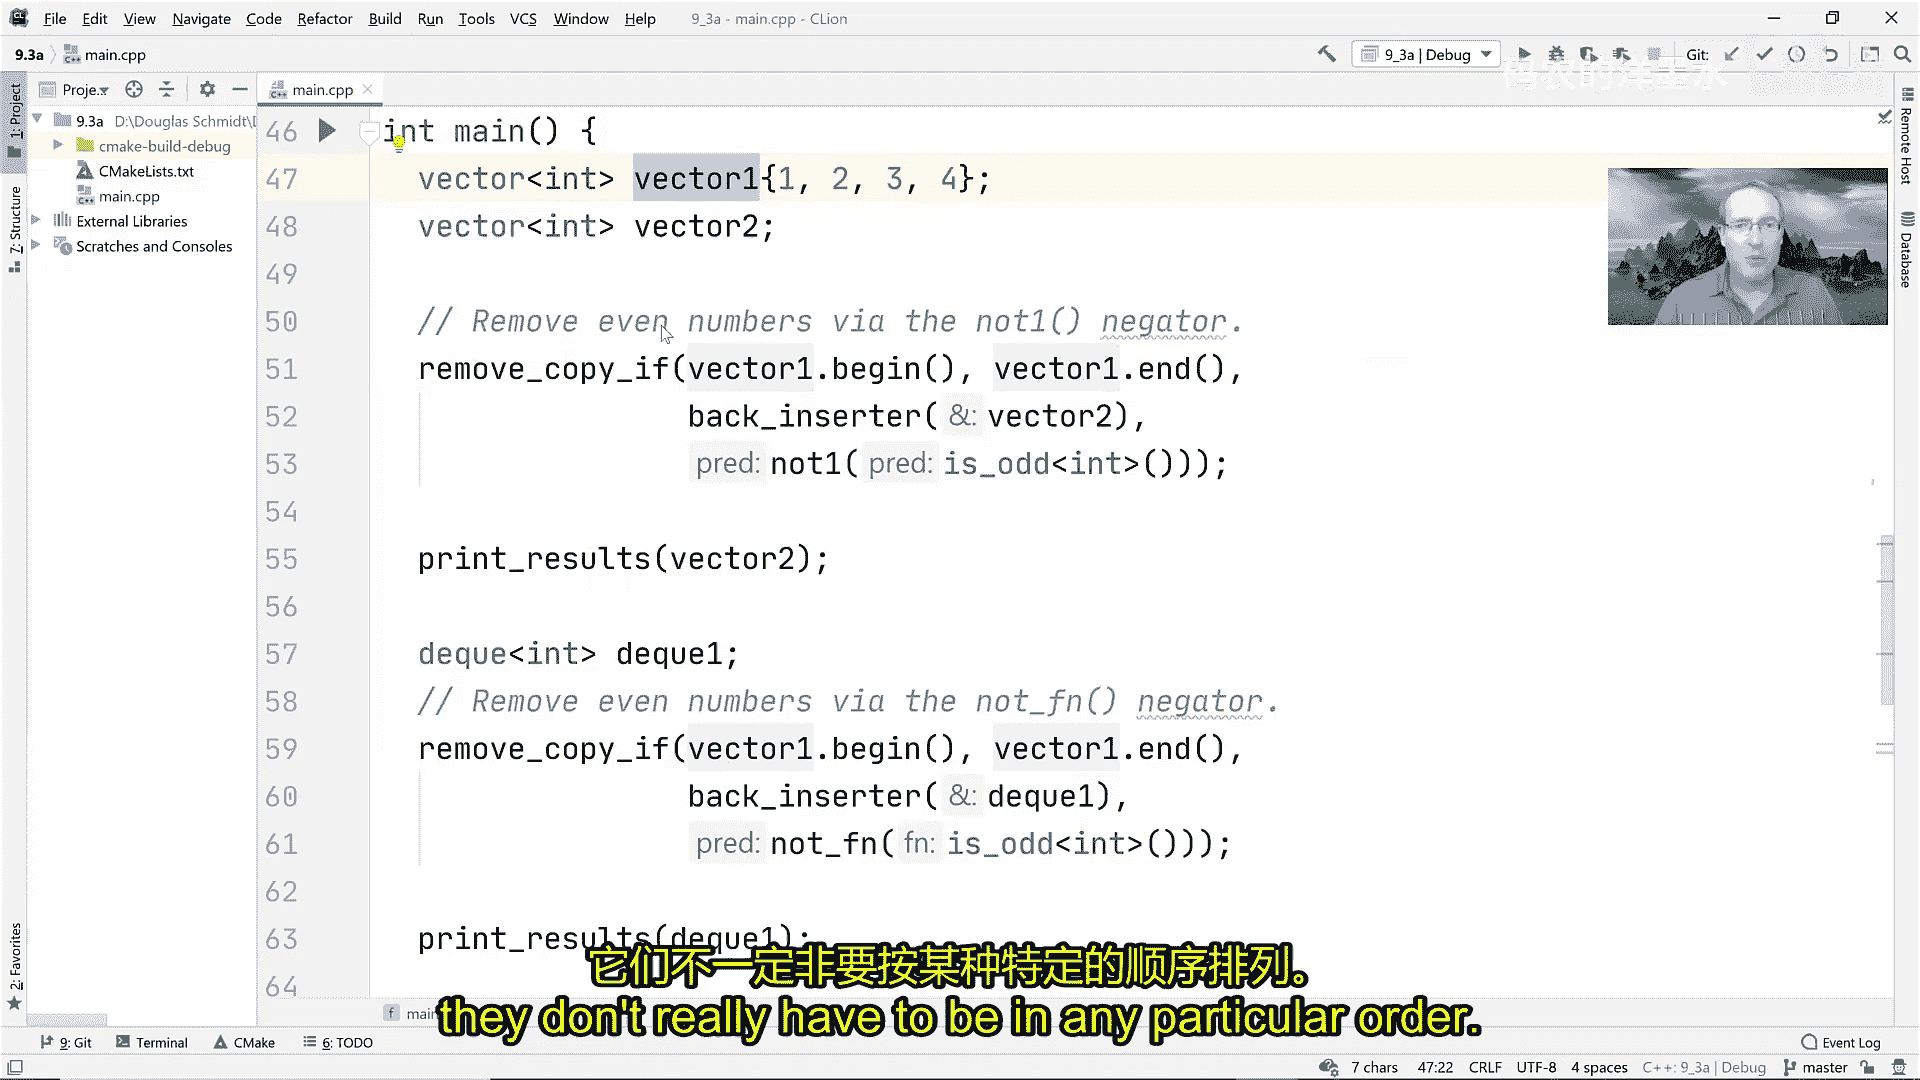 File Edit View Navigate Code Refactor Build Run Tools VCS Window Help 9_3a - main.cpp - CLion
9.3a main.cpp 9_3a | Debug Git:
码农的洋墨水
1: Project
Proje.. main.cpp
9.3a D:\Douglas Schmidt\
cmake-build-debug
CMakeLists.txt
main.cpp
External Libraries
Scratches and Consoles
7: Structure
2: Favorites
Remote Host
Database
46 int main() {
47 vector<int> vector1{1, 2, 3, 4};
48 vector<int> vector2;
49
50 // Remove even numbers via the not1() negator.
51 remove_copy_if(vector1.begin(), vector1.end(),
52 back_inserter( &: vector2),
53 pred: not1( pred: is_odd<int>()));
54
55 print_results(vector2);
56
57 deque<int> deque1;
58 // Remove even numbers via the not_fn() negator.
59 remove_copy_if(vector1.begin(), vector1.end(),
60 back_inserter( &: deque1),
61 pred: not_fn( fn: is_odd<int>()));
62
63 print_results(deque1);
64
它们不一定非要按某种特定的顺序排列。
f main
they don't really have to be in any particular order.
9: Git Terminal CMake 6: TODO Event Log
7 chars 47:22 CRLF UTF-8 4 spaces C++: 9_3a | Debug master